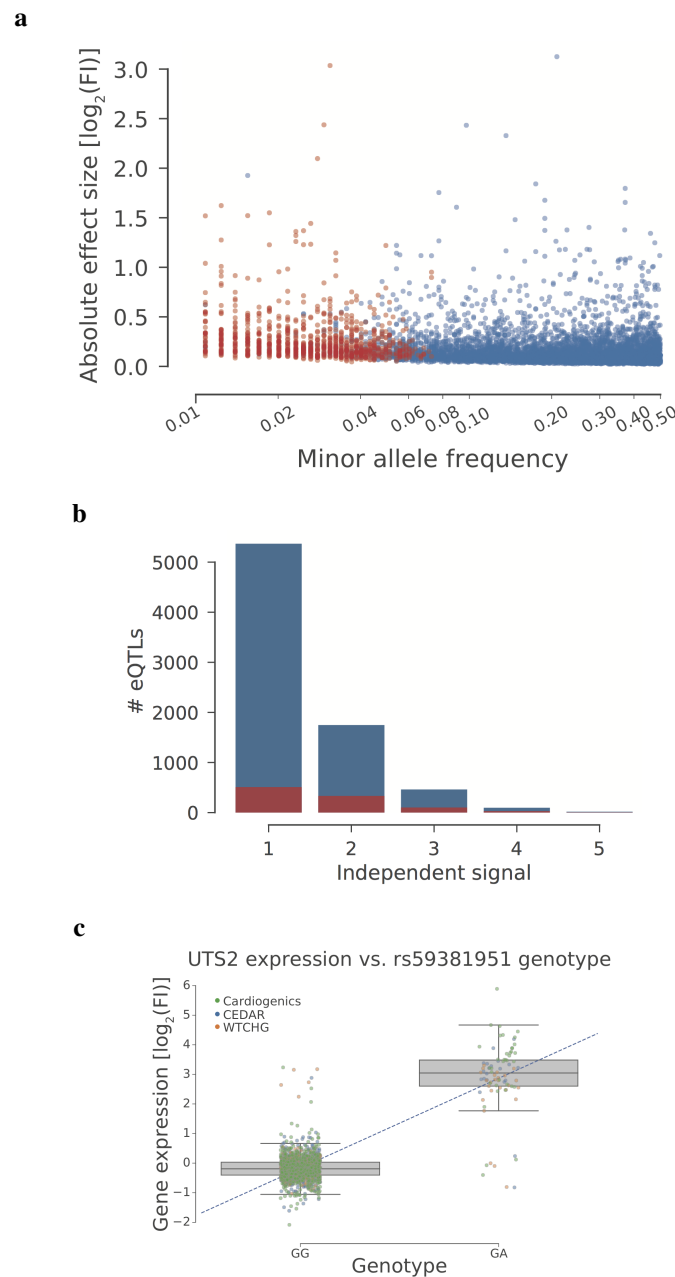 a
Absolute effect size [log2(FI)]
3.0
2.5
2.0
1.5
1.0
0.5
0.0
0.01 0.02 0.04 0.06 0.08 0.10 0.20 0.30 0.40 0.50
Minor allele frequency
b
# eQTLs
5000
4000
3000
2000
1000
0
1 2 3 4 5
Independent signal
c
UTS2 expression vs. rs59381951 genotype
Gene expression [log2(FI)]
6
5
4
3
2
1
0
−1
−2
Cardiogenics
CEDAR
WTCHG
GG GA
Genotype